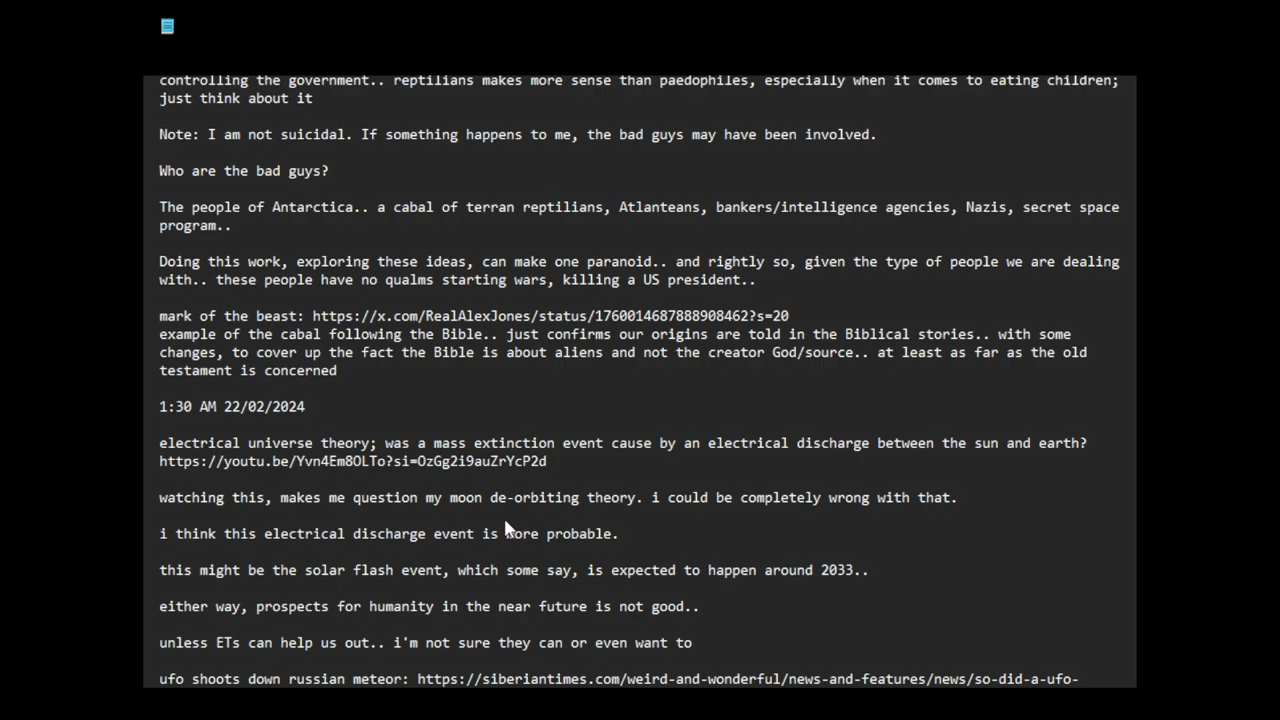 controlling the government.. reptilians makes more sense than paedophiles, especially when it comes to eating children;
just think about it
Note: I am not suicidal. If something happens to me, the bad guys may have been involved.
Who are the bad guys?
The people of Antarctica.. a cabal of terran reptilians, Atlanteans, bankers/intelligence agencies, Nazis, secret space
program..
Doing this work, exploring these ideas, can make one paranoid.. and rightly so, given the type of people we are dealing
with.. these people have no qualms starting wars, killing a US president..
mark of the beast: https://x.com/RealAlexJones/status/1760014687888908462?s=20
example of the cabal following the Bible.. just confirms our origins are told in the Biblical stories.. with some
changes, to cover up the fact the Bible is about aliens and not the creator God/source.. at least as far as the old
testament is concerned
1:30 AM 22/02/2024
electrical universe theory; was a mass extinction event cause by an electrical discharge between the sun and earth?
https://youtu.be/Yvn4Em8OLTo?si=OzGg2i9auZrYcP2d
watching this, makes me question my moon de-orbiting theory. i could be completely wrong with that.
i think this electrical discharge event is more probable.
this might be the solar flash event, which some say, is expected to happen around 2033..
either way, prospects for humanity in the near future is not good..
unless ETs can help us out.. i'm not sure they can or even want to
ufo shoots down russian meteor: https://siberiantimes.com/weird-and-wonderful/news-and-features/news/so-did-a-ufo-